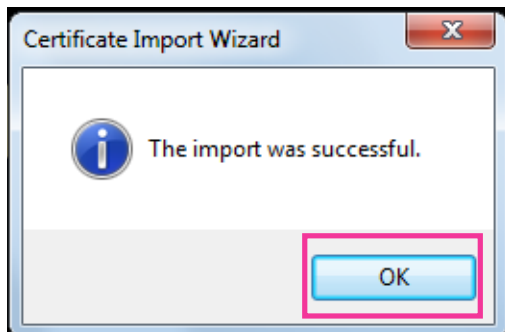 Certificate Import Wizard
The import was successful.
OK